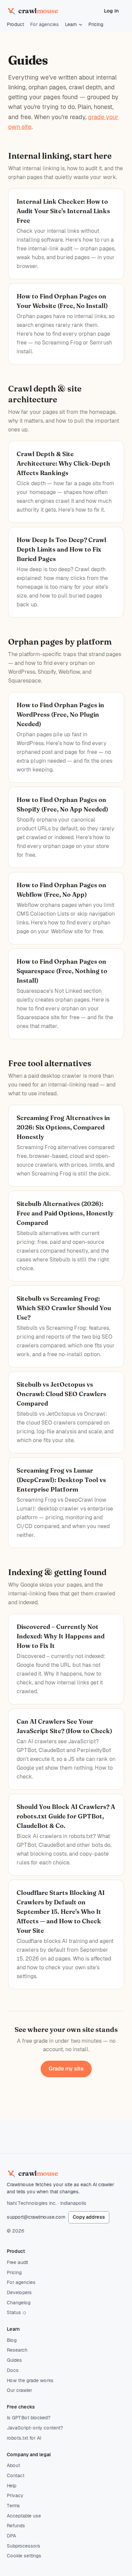 crawlmouse
Log in
Product
For agencies
Learn
Pricing
Guides
Everything we've written about internal
linking, orphan pages, crawl depth, and
getting your pages found — grouped by
what you're trying to do. Plain, honest,
and free. When you're ready, grade your
own site.
Internal linking, start here
What internal linking is, how to audit it, and the
orphan pages that quietly waste your work.
Internal Link Checker: How to
Audit Your Site's Internal Links
Free
Check your internal links without
installing software. Here's how to run a
free internal-link audit — orphan pages,
weak hubs, and buried pages — in your
browser.
How to Find Orphan Pages on
Your Website (Free, No Install)
Orphan pages have no internal links, so
search engines rarely rank them.
Here's how to find every orphan page
free — no Screaming Frog or Semrush
install.
Crawl depth & site
architecture
How far your pages sit from the homepage,
why it matters, and how to pull the important
ones up.
Crawl Depth & Site
Architecture: Why Click-Depth
Affects Rankings
Click depth — how far a page sits from
your homepage — shapes how often
search engines crawl it and how much
authority it gets. Here's how to fix it.
How Deep Is Too Deep? Crawl
Depth Limits and How to Fix
Buried Pages
How deep is too deep? Crawl depth
explained: how many clicks from the
homepage is too many for your site's
size, and how to pull buried pages
back up.
Orphan pages by platform
The platform-specific traps that strand pages
— and how to find every orphan on
WordPress, Shopify, Webflow, and
Squarespace.
How to Find Orphan Pages in
WordPress (Free, No Plugin
Needed)
Orphan pages pile up fast in
WordPress. Here's how to find every
orphaned post and page for free — no
extra plugin needed — and fix the ones
worth keeping.
How to Find Orphan Pages on
Shopify (Free, No App Needed)
Shopify orphans your canonical
product URLs by default, so they rarely
get crawled or indexed. Here's how to
find every orphan page on your store
for free.
How to Find Orphan Pages on
Webflow (Free, No App)
Webflow orphans pages when you limit
CMS Collection Lists or skip navigation
links. Here's how to find every orphan
page on your Webflow site for free.
How to Find Orphan Pages on
Squarespace (Free, Nothing to
Install)
Squarespace's Not Linked section
quietly creates orphan pages. Here is
how to find every orphan page on your
Squarespace site for free — and fix the
ones that matter.
Free tool alternatives
When a paid desktop crawler is more than
you need for an internal-linking read — and
what to use instead.
Screaming Frog Alternatives in
2026: Six Options, Compared
Honestly
Screaming Frog alternatives compared:
free, browser-based, cloud and open-
source crawlers with prices, limits, and
when Screaming Frog is still the pick.
Sitebulb Alternatives (2026):
Free and Paid Options, Honestly
Compared
Sitebulb alternatives with current
pricing: free, paid and open-source
crawlers compared honestly, and the
cases where Sitebulb is still the right
choice.
Sitebulb vs Screaming Frog:
Which SEO Crawler Should You
Use?
Sitebulb vs Screaming Frog: features,
pricing and reports of the two big SEO
crawlers compared, which fits your
work, and a free no-install option.
Sitebulb vs JetOctopus vs
Oncrawl: Cloud SEO Crawlers
Compared
Sitebulb vs JetOctopus vs Oncrawl:
the cloud SEO crawlers compared on
pricing, log-file analysis and scale, and
which one fits your site.
Screaming Frog vs Lumar
(DeepCrawl): Desktop Tool vs
Enterprise Platform
Screaming Frog vs DeepCrawl (now
Lumar): desktop crawler vs enterprise
platform — pricing, monitoring and
CI/CD compared, and when you need
neither.
Indexing & getting found
Why Google skips your pages, and the
internal-linking fixes that get them crawled
and indexed.
Discovered – Currently Not
Indexed: Why It Happens and
How to Fix It
Discovered – currently not indexed:
Google found the URL but has not
crawled it. Why it happens, how to
check, and how internal links get it
crawled.
Can AI Crawlers See Your
JavaScript Site? (How to Check)
Can AI crawlers see JavaScript?
GPTBot, ClaudeBot and PerplexityBot
don't execute it, so a JS site can rank on
Google yet show them nothing. How to
check.
Should You Block AI Crawlers? A
robots.txt Guide for GPTBot,
ClaudeBot & Co.
Block AI crawlers in robots.txt? What
GPTBot, ClaudeBot and other bots do,
what blocking costs, and copy-paste
rules for each choice.
Cloudflare Starts Blocking AI
Crawlers by Default on
September 15. Here's Who It
Affects — and How to Check
Your Site
Cloudflare blocks AI training and agent
crawlers by default from September
15, 2026 on ad pages. Who is affected
and how to check your site's
settings.
See where your own site stands
A free grade in under two minutes — no
account, no install.
Grade my site
crawlmouse
Crawlmouse fetches your site as each AI crawler
and tells you what they can see.
Nati Technologies Inc. · Indianapolis
support@crawlmouse.com
Copy address
© 2026
Product
Free audit
Pricing
For agencies
Developers
Changelog
Status
Learn
Blog
Research
Guides
Docs
How the grade works
Our crawler
Free checks
Is GPTBot blocked?
JavaScript-only content?
Robots.txt for AI
Company and legal
About
Contact
Help
Privacy
Terms
Acceptable use
Refunds
DPA
Subprocessors
Cookie settings